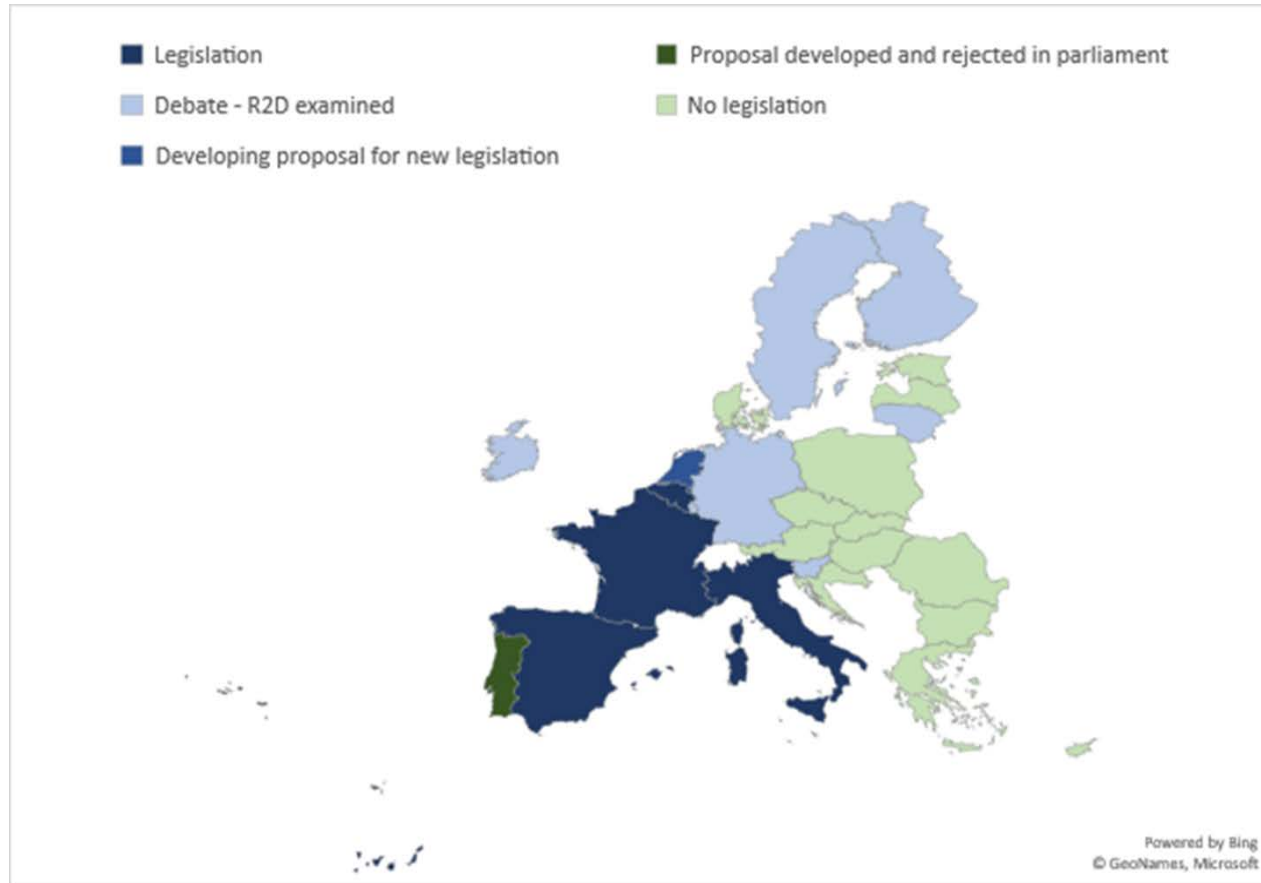 Legislation
Proposal developed and rejected in parliament
Debate - R2D examined
No legislation
Developing proposal for new legislation
Powered by Bing
© GeoNames, Microsoft